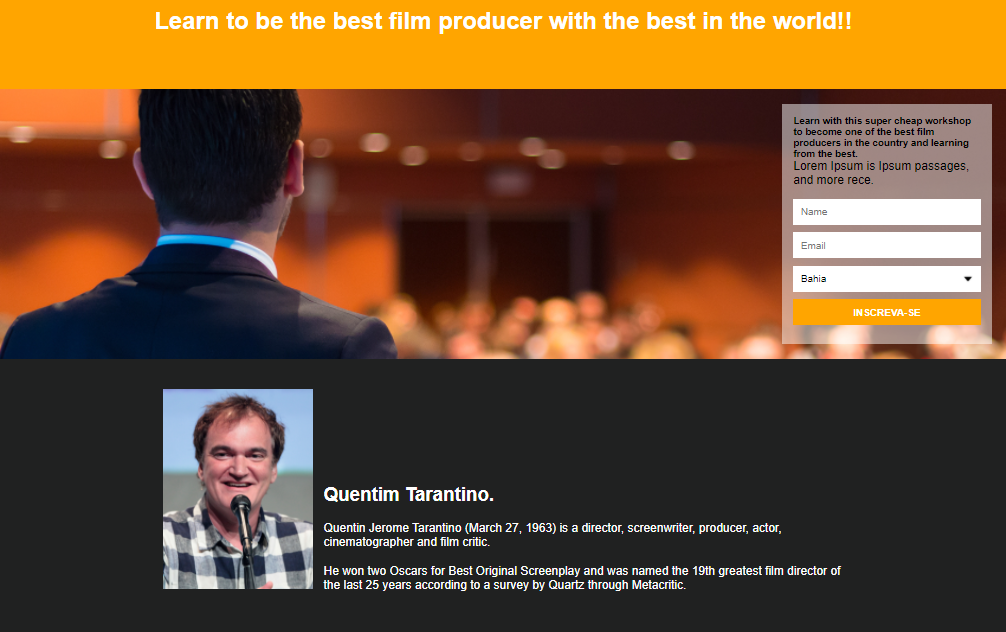 Learn to be the best film producer with the best in the world!!
Learn with this super cheap workshop
to become one of the best film
producers in the country and learning
from the best.
Lorem Ipsum is Ipsum passages,
and more rece.
Name
Email
Bahia
INSCREVA-SE
Quentim Tarantino.
Quentin Jerome Tarantino (March 27, 1963) is a director, screenwriter, producer, actor,
cinematographer and film critic.
He won two Oscars for Best Original Screenplay and was named the 19th greatest film director of
the last 25 years according to a survey by Quartz through Metacritic.